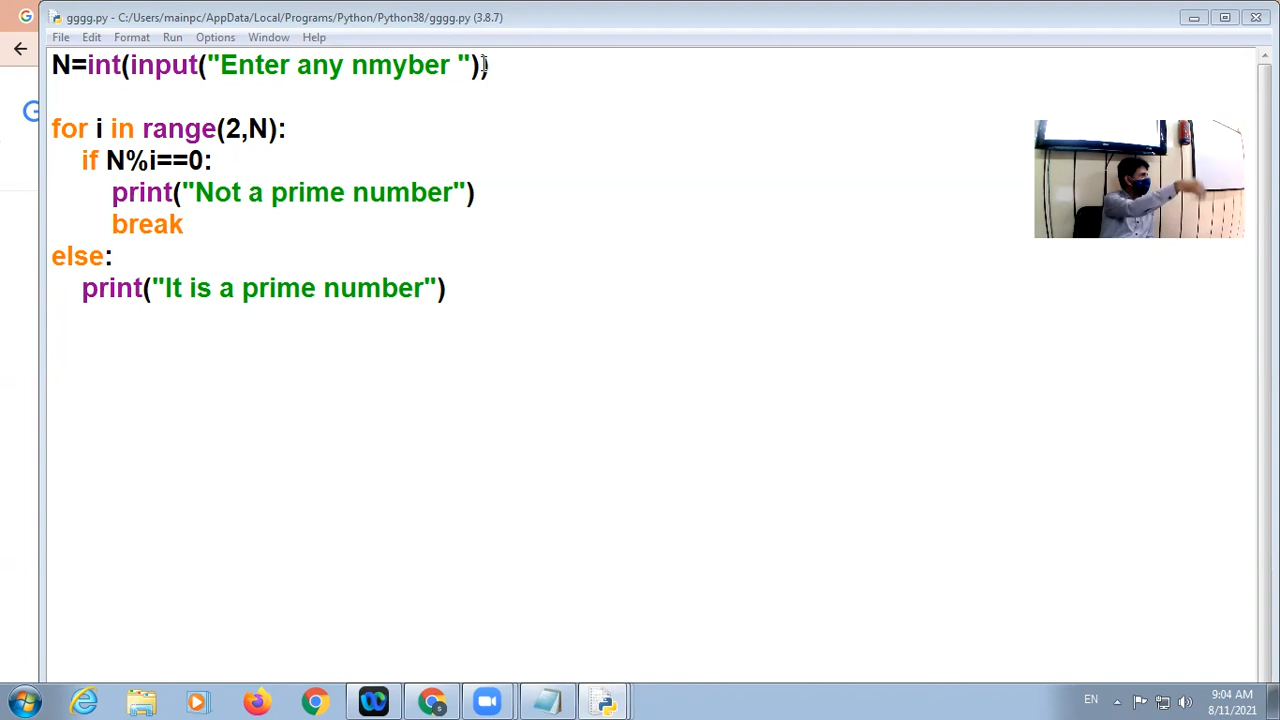 gggg.py - C:/Users/mainpc/AppData/Local/Programs/Python/Python38/gggg.py (3.8.7)
File Edit Format Run Options Window Help
N=int(input("Enter any nmyber "))
for i in range(2,N):
    if N%i==0:
        print("Not a prime number")
        break
else:
    print("It is a prime number")
EN
9:04 AM
8/11/2021